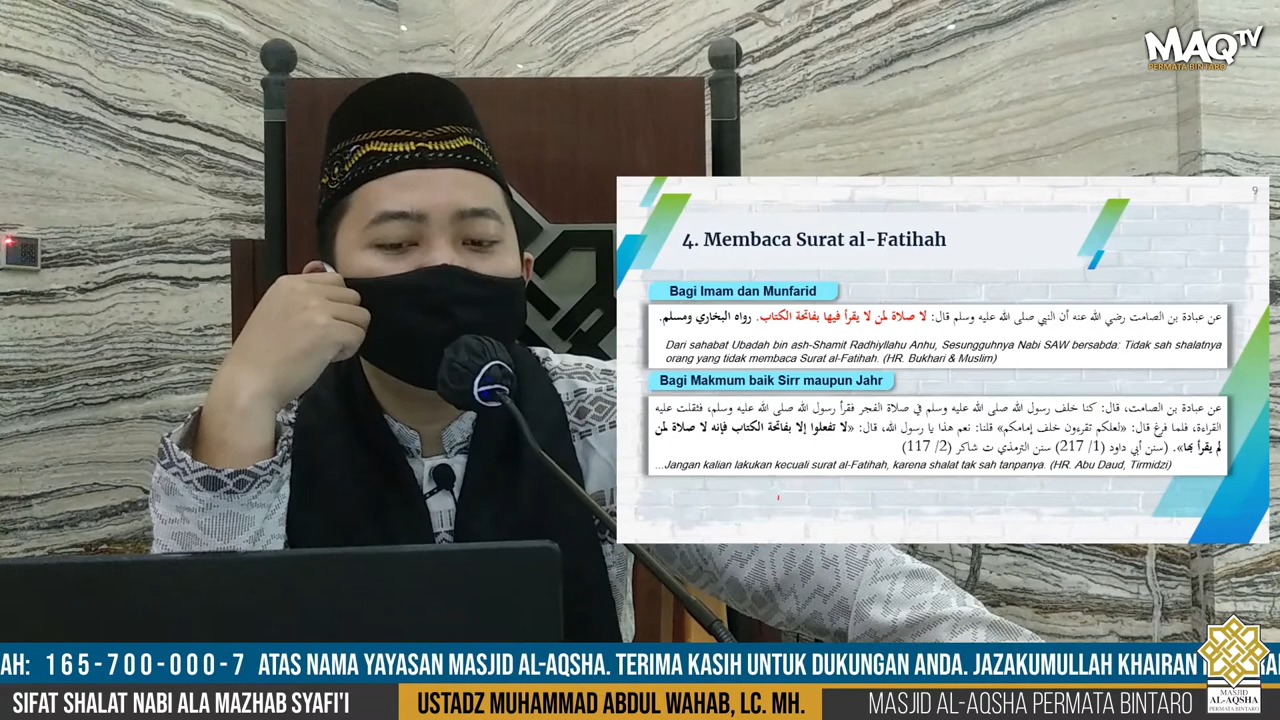 MAQTV
PERMATA BINTARO
9
4. Membaca Surat al-Fatihah
Bagi Imam dan Munfarid
عن عبادة بن الصامت رضي الله عنه أن النبي صلى الله عليه وسلم قال: لا صلاة لمن لا يقرأ فيها بفاتحة الكتاب. رواه البخاري ومسلم.
Dari sahabat Ubadah bin ash-Shamit Radhiyllahu Anhu, Sesungguhnya Nabi SAW bersabda: Tidak sah shalatnya
orang yang tidak membaca Surat al-Fatihah. (HR. Bukhari & Muslim)
Bagi Makmum baik Sirr maupun Jahr
عن عبادة بن الصامت، قال: كنا خلف رسول الله صلى الله عليه وسلم في صلاة الفجر فقرأ رسول الله صلى الله عليه وسلم، فثقلت عليه
القراءة، فلما فرغ قال: «لعلكم تقرءون خلف إمامكم» قلنا: نعم هذا يا رسول الله، قال: «لا تفعلوا إلا بفاتحة الكتاب فإنه لا صلاة لمن
لم يقرأ بها». (سنن أبي داود (1/ 217) سنن الترمذي ت شاكر (2/ 117)
...Jangan kalian lakukan kecuali surat al-Fatihah, karena shalat tak sah tanpanya. (HR. Abu Daud, Tirmidzi)
AH: 165-700-000-7 ATAS NAMA YAYASAN MASJID AL-AQSHA. TERIMA KASIH UNTUK DUKUNGAN ANDA. JAZAKUMULLAH KHAIRAN
SIFAT SHALAT NABI ALA MAZHAB SYAFI'I
USTADZ MUHAMMAD ABDUL WAHAB, LC. MH.
MASJID AL-AQSHA PERMATA BINTARO
MASJID
AL-AQSHA
PERMATA BINTARO